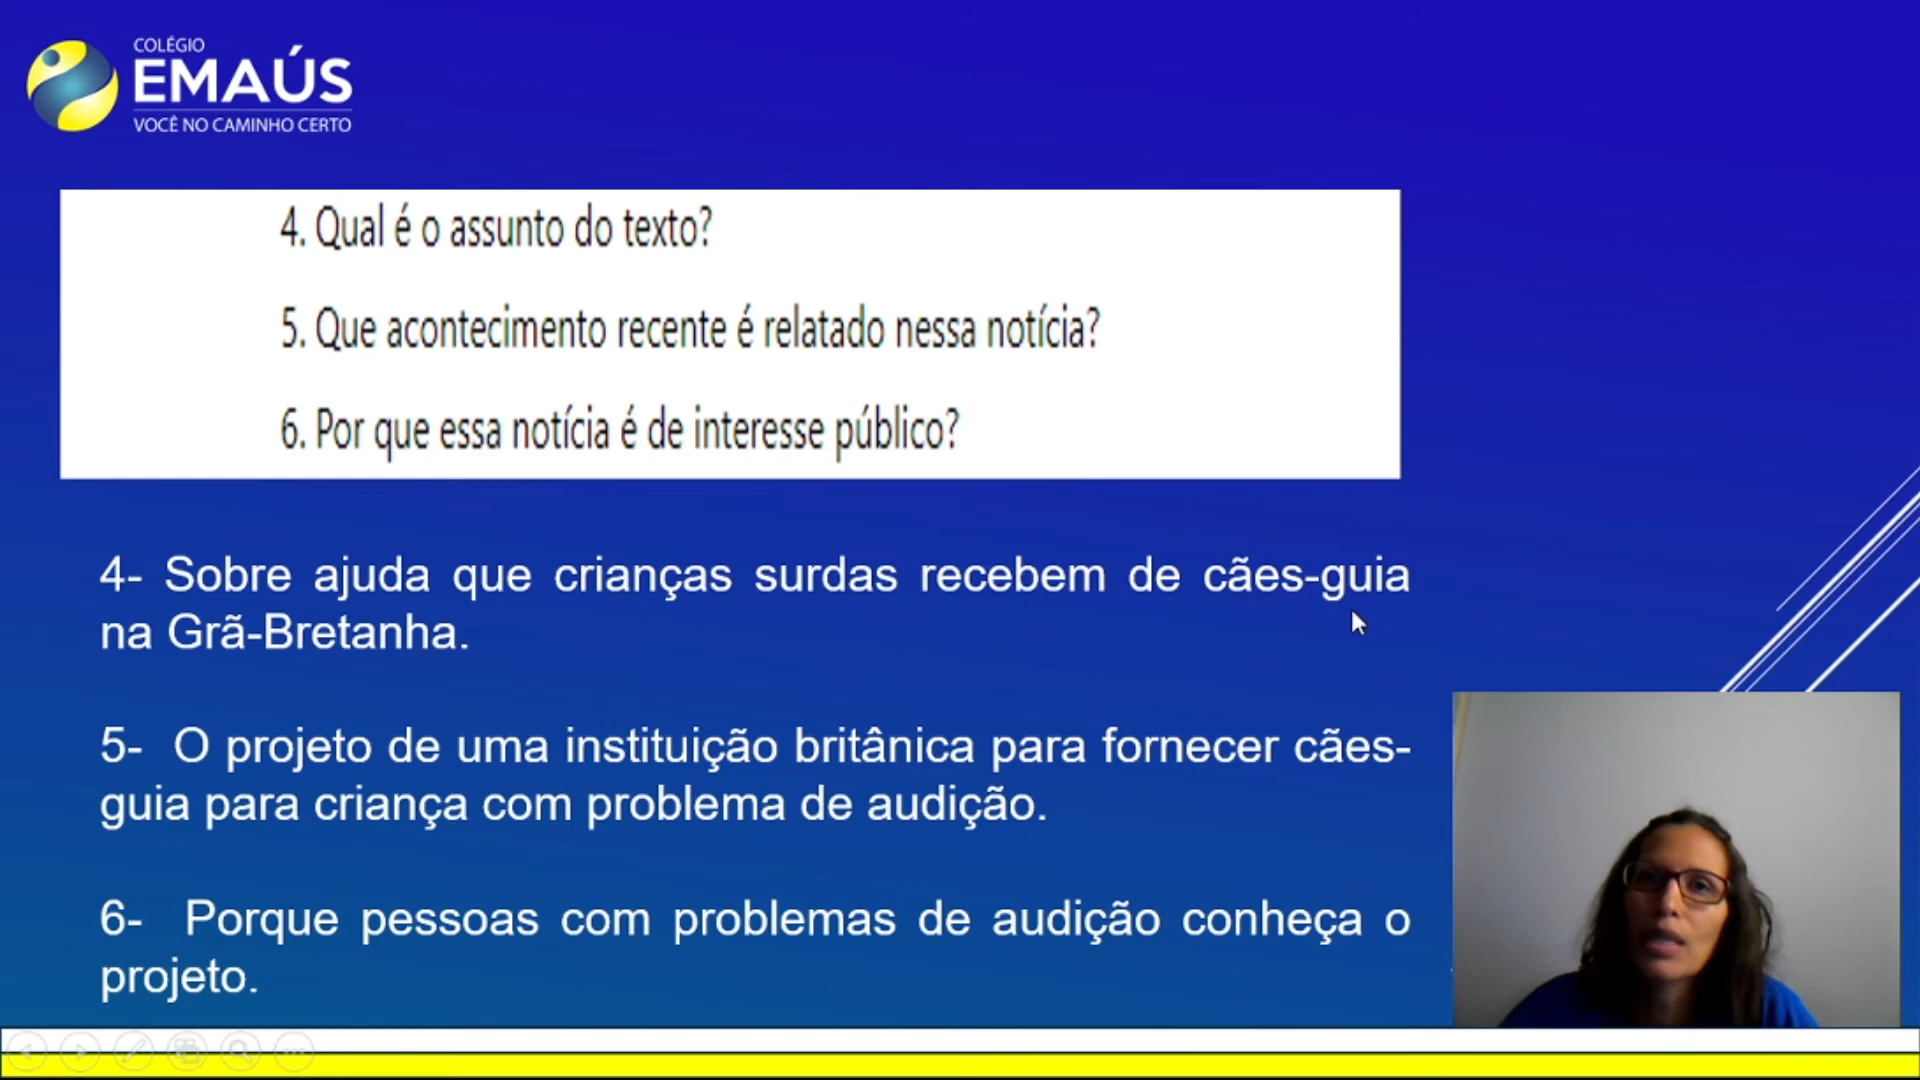 COLÉGIO
EMAÚS
VOCÊ NO CAMINHO CERTO
4. Qual é o assunto do texto?
5. Que acontecimento recente é relatado nessa notícia?
6. Por que essa notícia é de interesse público?
4- Sobre ajuda que crianças surdas recebem de cães-guia
na Grã-Bretanha.
5- O projeto de uma instituição britânica para fornecer cães-
guia para criança com problema de audição.
6- Porque pessoas com problemas de audição conheça o
projeto.